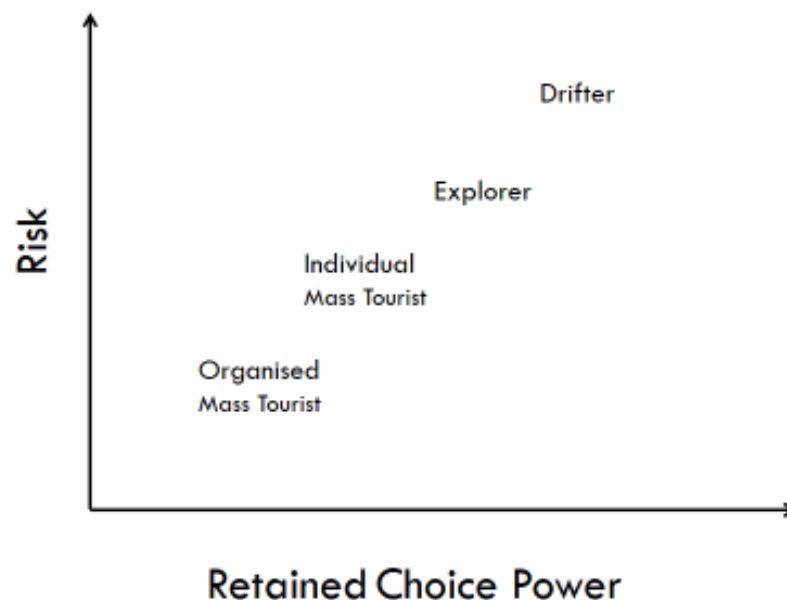 Drifter
Explorer
Risk
Individual
Mass Tourist
Organised
Mass Tourist
Retained Choice Power